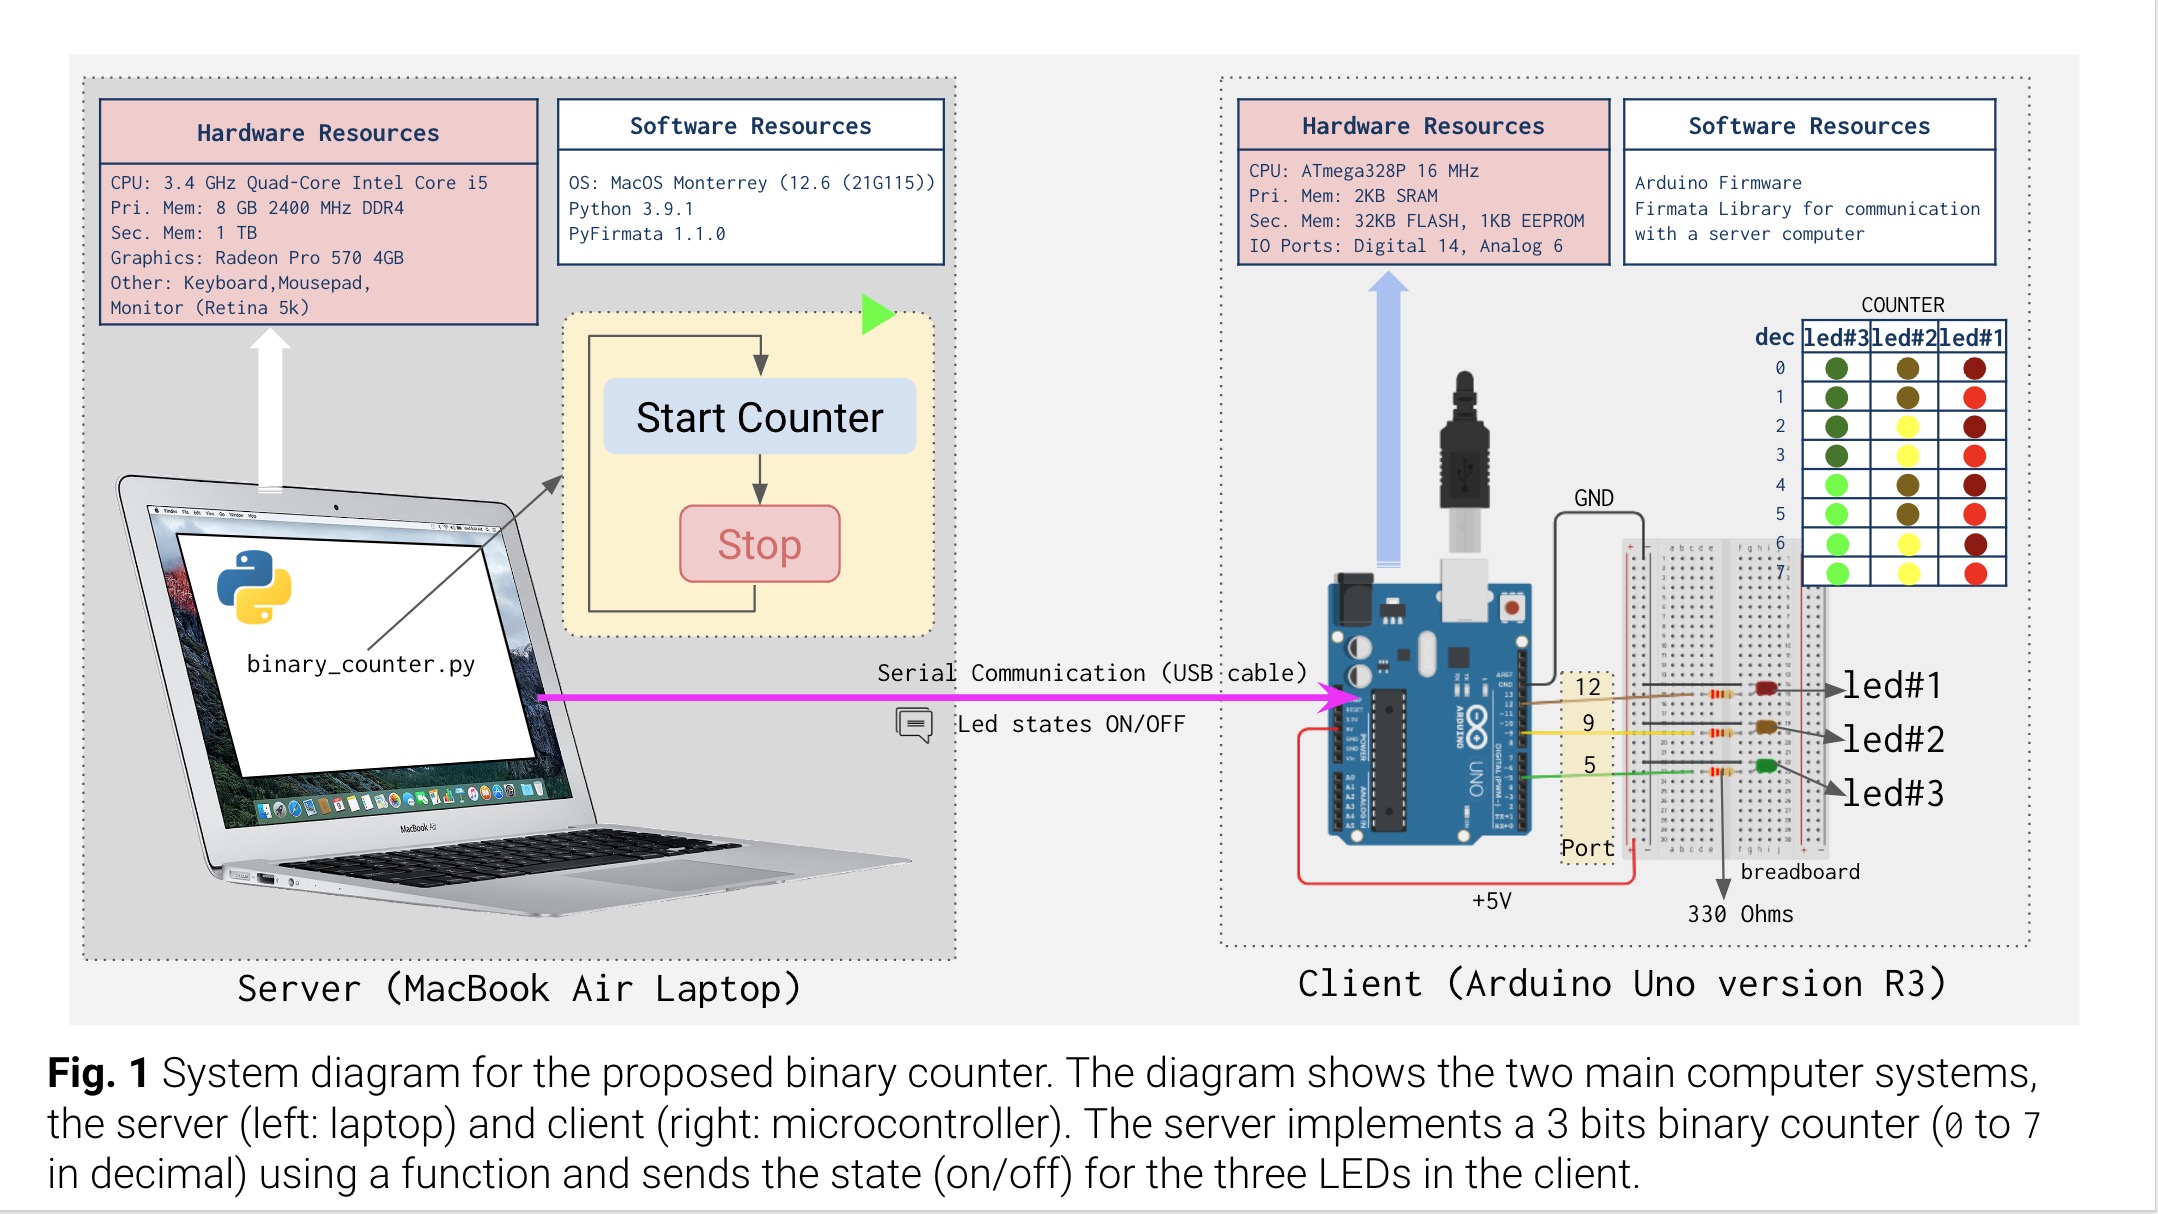 Hardware Resources
CPU: 3.4 GHz Quad-Core Intel Core i5
Pri. Mem: 8 GB 2400 MHz DDR4
Sec. Mem: 1 TB
Graphics: Radeon Pro 570 4GB
Other: Keyboard,Mousepad,
Monitor (Retina 5k)
Software Resources
OS: MacOS Monterrey (12.6 (21G115))
Python 3.9.1
PyFirmata 1.1.0
Start Counter
Stop
binary_counter.py
MacBook Air
Server (MacBook Air Laptop)
Serial Communication (USB cable)
Led states ON/OFF
Hardware Resources
CPU: ATmega328P 16 MHz
Pri. Mem: 2KB SRAM
Sec. Mem: 32KB FLASH, 1KB EEPROM
IO Ports: Digital 14, Analog 6
Software Resources
Arduino Firmware
Firmata Library for communication
with a server computer
COUNTER
dec led#3 led#2 led#1
0
1
2
3
4
5
6
7
GND
12
9
5
Port
ARDUINO
UNO
led#1
led#2
led#3
breadboard
330 Ohms
+5V
Client (Arduino Uno version R3)
Fig. 1 System diagram for the proposed binary counter. The diagram shows the two main computer systems,
the server (left: laptop) and client (right: microcontroller). The server implements a 3 bits binary counter (0 to 7
in decimal) using a function and sends the state (on/off) for the three LEDs in the client.